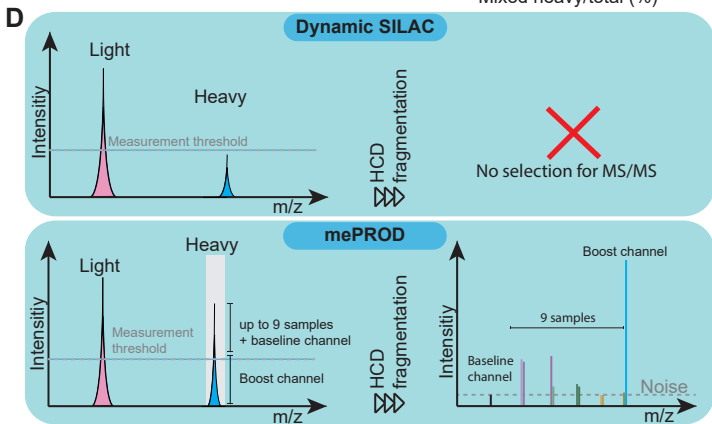 Mixed heavy/total (%)
D
Dynamic SILAC
Light
Heavy
Intensitiy
Measurement threshold
m/z
HCD
fragmentation
No selection for MS/MS
mePROD
Light
Heavy
Intensitiy
Measurement
threshold
up to 9 samples
+ baseline channel
Boost channel
m/z
HCD
fragmentation
Boost channel
9 samples
Intensitiy
Baseline
channel
Noise
m/z